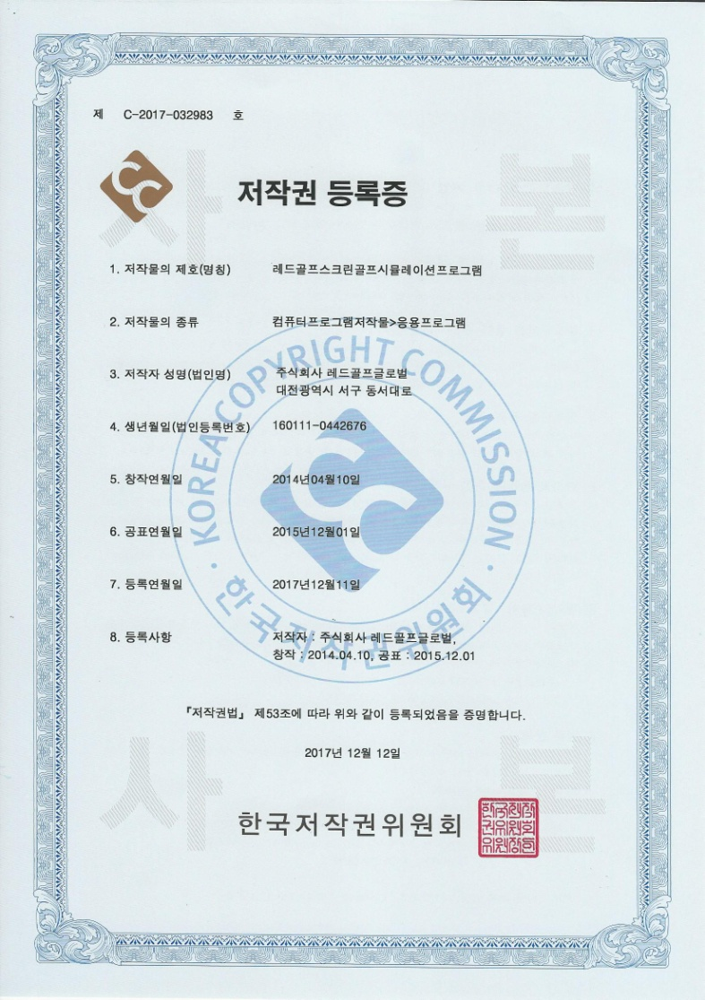 제 C-2017-032983 호
저작권 등록증
1. 저작물의 제호(명칭) 레드골프스크린골프시뮬레이션프로그램
2. 저작물의 종류 컴퓨터프로그램저작물>응용프로그램
3. 저작자 성명(법인명) 주식회사 레드골프글로벌
대전광역시 서구 동서대로
4. 생년월일(법인등록번호) 160111-0442676
5. 창작연월일 2014년04월10일
6. 공표연월일 2015년12월01일
7. 등록연월일 2017년12월11일
8. 등록사항 저작자 : 주식회사 레드골프글로벌,
창작 : 2014.04.10, 공표 : 2015.12.01
『저작권법』 제53조에 따라 위와 같이 등록되었음을 증명합니다.
2017년 12월 12일
한국저작권위원회
KOREA COPYRIGHT COMMISSION
한국저작권위원회
사본
사본